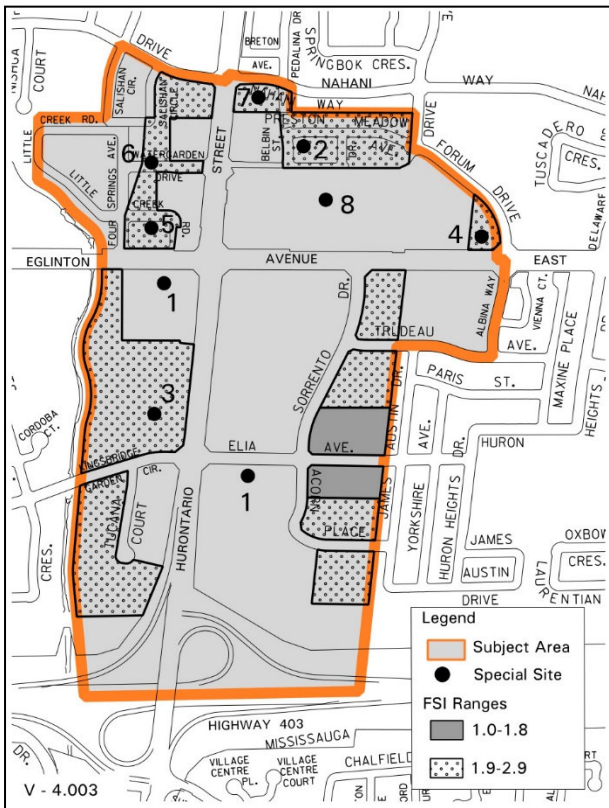 NISHGA COURT
DRIVE
BRETON AVE.
PEDALINA DR
SPRINGBOK CRES.
NAHANI WAY
NAH
SALISHAN CIR.
SALISHAN CIRCLE
7
WAY
PRESTON MEADOW AVE.
CREEK RD.
LITTLE
STREET
BELBIN ST.
2
DR.
DRIVE
FORUM DRIVE
TUSCADERO CRES.
DELAWARE
6
WATERGARDEN DRIVE
SPRINGS AVE.
FOUR
LITTLE
CREEK RD.
8
5
4
EGLINTON AVENUE EAST
1
DR.
TRUDEAU AVE.
ALBINA WAY
VIENNA CT.
MAXINE PLACE
HEIGHTS
SORRENTO
PARIS ST.
3
DR.
AUSTIN
AVE.
DR.
HURON
CORDOBA CT.
ELIA AVE.
KINGSBRIDGE
GARDEN CIR.
1
ACORN
PLACE
JAMES
YORKSHIRE
HURON HEIGHTS
TUCANA COURT
HURONTARIO
CRES.
JAMES
AUSTIN
DRIVE
OXBOW
CRES.
LAURENTIAN
Legend
Subject Area
Special Site
FSI Ranges
1.0-1.8
1.9-2.9
HIGHWAY 403
MISSISSAUGA
VILLAGE CENTRE PL.
VILLAGE CENTRE COURT
CHALFIELD
CRT
DR.
V - 4.003